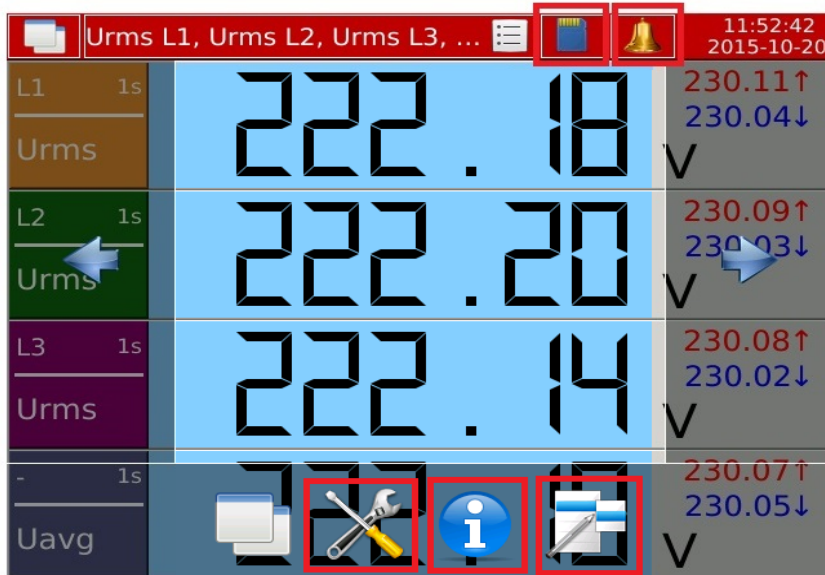 Urms L1, Urms L2, Urms L3, ...
11:52:42
2015-10-20
L1 1s
Urms
222.18
230.11↑
230.04↓
V
L2 1s
Urms
222.20
230.09↑
230.03↓
V
L3 1s
Urms
222.14
230.08↑
230.02↓
V
- 1s
Uavg
230.07↑
230.05↓
V